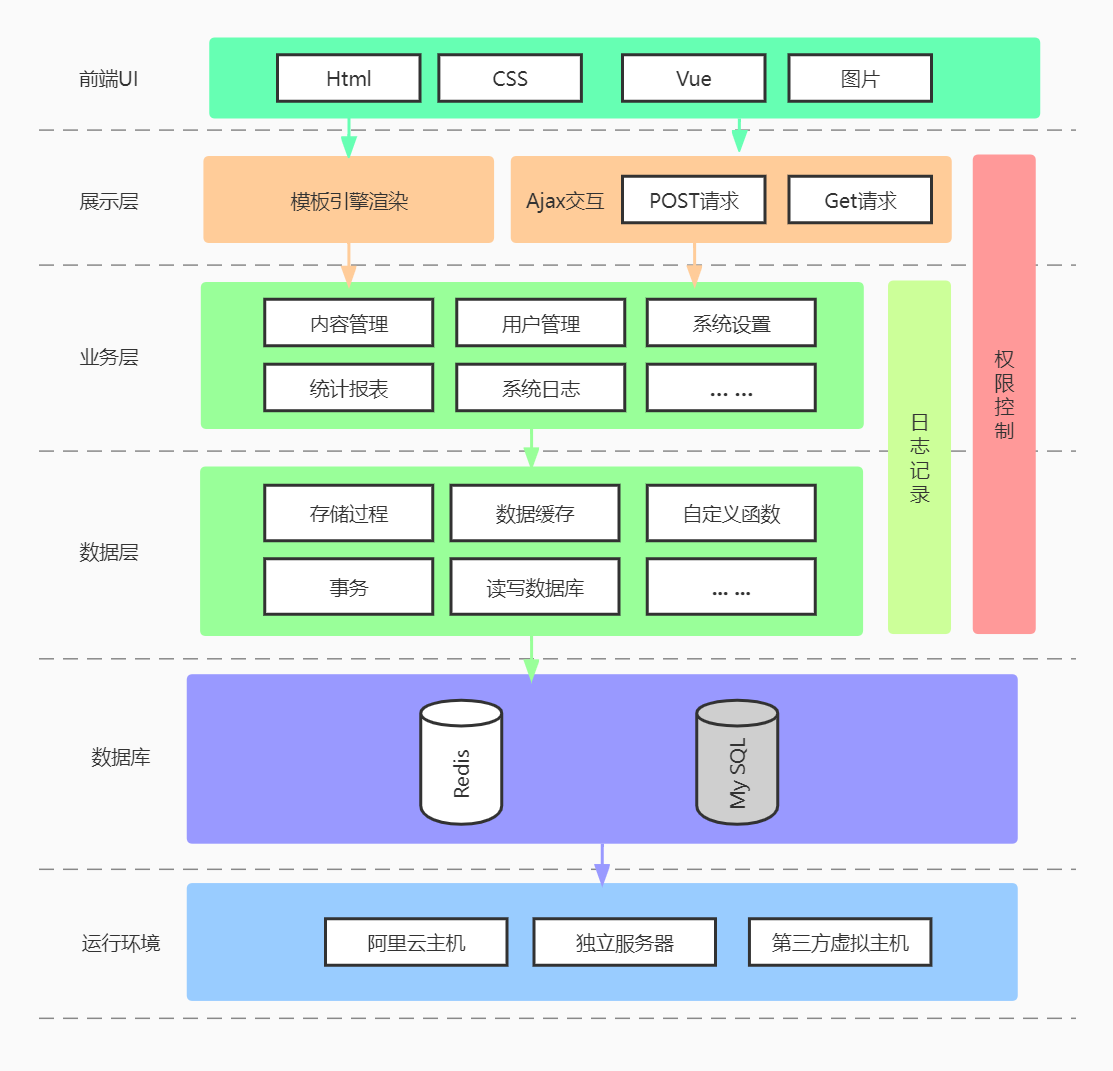 前端UI
Html
CSS
Vue
图片
展示层
模板引擎渲染
Ajax交互
POST请求
Get请求
业务层
内容管理
用户管理
系统设置
统计报表
系统日志
... ...
日志记录
权限控制
数据层
存储过程
数据缓存
自定义函数
事务
读写数据库
... ...
数据库
Redis
My SQL
运行环境
阿里云主机
独立服务器
第三方虚拟主机